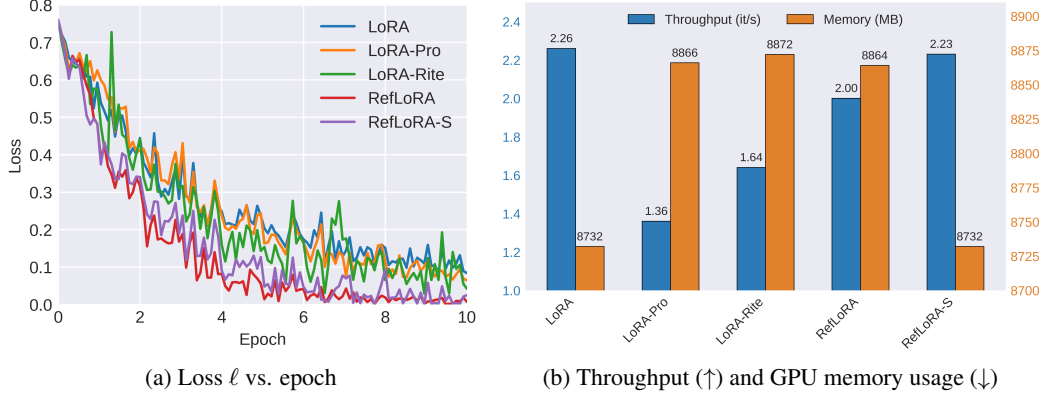 0.8
0.7
0.6
0.5
0.4
0.3
0.2
0.1
0.0
Loss
0
2
4
6
8
10
Epoch
LoRA
LoRA-Pro
LoRA-Rite
RefLoRA
RefLoRA-S
(a) Loss ℓ vs. epoch
Throughput (it/s)
Memory (MB)
2.4
2.2
2.0
1.8
1.6
1.4
1.2
1.0
8900
8875
8850
8825
8800
8775
8750
8725
8700
2.26
8732
1.36
8866
1.64
8872
2.00
8864
2.23
8732
LoRA
LoRA-Pro
LoRA-Rite
RefLoRA
RefLoRA-S
(b) Throughput (↑) and GPU memory usage (↓)